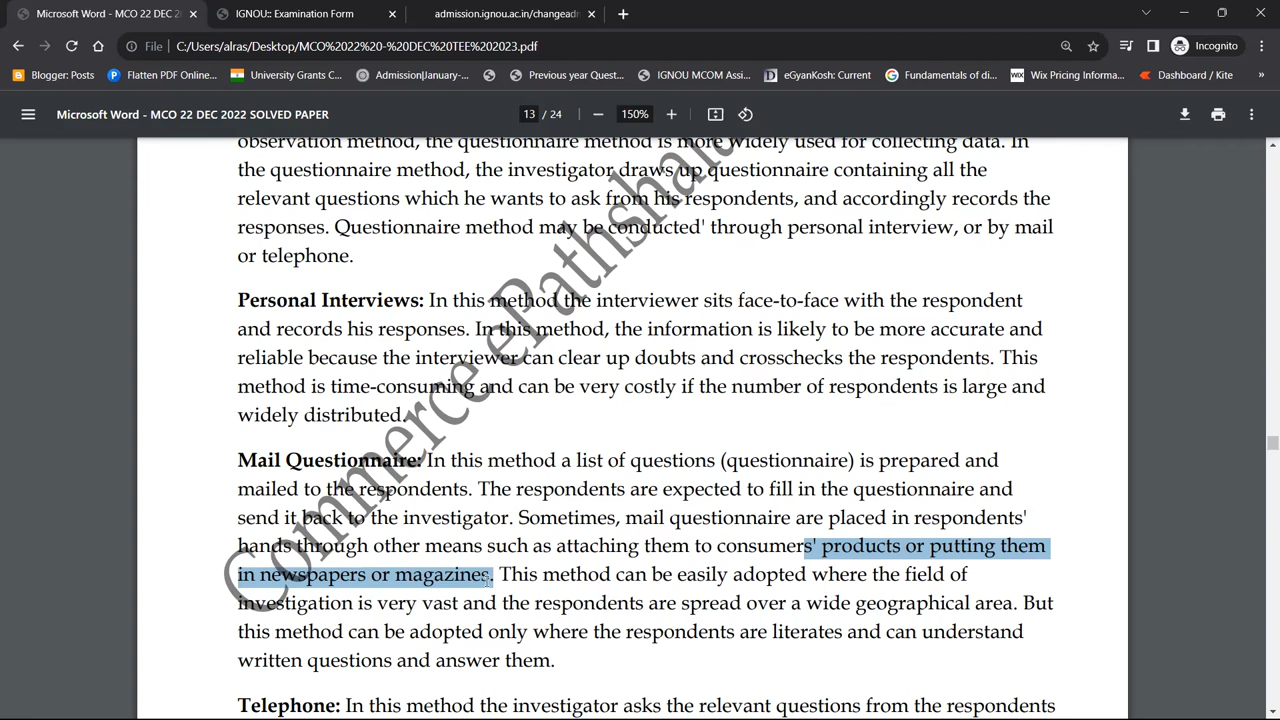 Microsoft Word - MCO 22 DEC 2
IGNOU:: Examination Form
admission.ignou.ac.in/changeadr
File C:/Users/alras/Desktop/MCO%2022%20-%20DEC%20TEE%202023.pdf
Incognito
Blogger: Posts
Flatten PDF Online...
University Grants C...
Admission|January-...
Previous year Quest...
IGNOU MCOM Assi...
eGyanKosh: Current
Fundamentals of di...
Wix Pricing Informa...
Dashboard / Kite
»
Microsoft Word - MCO 22 DEC 2022 SOLVED PAPER
13 / 24
150%
observation method, the questionnaire method is more widely used for collecting data. In
the questionnaire method, the investigator draws up questionnaire containing all the
relevant questions which he wants to ask from his respondents, and accordingly records the
responses. Questionnaire method may be conducted' through personal interview, or by mail
or telephone.
Personal Interviews: In this method the interviewer sits face-to-face with the respondent
and records his responses. In this method, the information is likely to be more accurate and
reliable because the interviewer can clear up doubts and crosschecks the respondents. This
method is time-consuming and can be very costly if the number of respondents is large and
widely distributed.
Mail Questionnaire: In this method a list of questions (questionnaire) is prepared and
mailed to the respondents. The respondents are expected to fill in the questionnaire and
send it back to the investigator. Sometimes, mail questionnaire are placed in respondents'
hands through other means such as attaching them to consumers' products or putting them
in newspapers or magazines. This method can be easily adopted where the field of
investigation is very vast and the respondents are spread over a wide geographical area. But
this method can be adopted only where the respondents are literates and can understand
written questions and answer them.
Telephone: In this method the investigator asks the relevant questions from the respondents
Commerce ePathshala